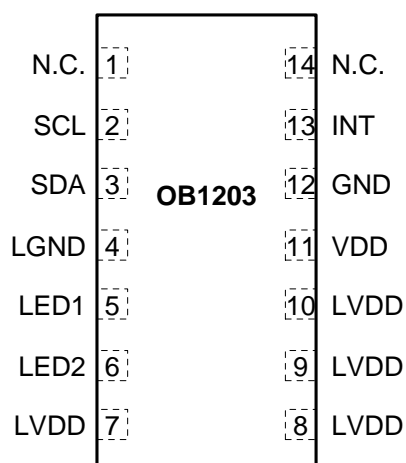 N.C. 1 14 N.C.
SCL 2 13 INT
SDA 3 OB1203 12 GND
LGND 4 11 VDD
LED1 5 10 LVDD
LED2 6 9 LVDD
LVDD 7 8 LVDD